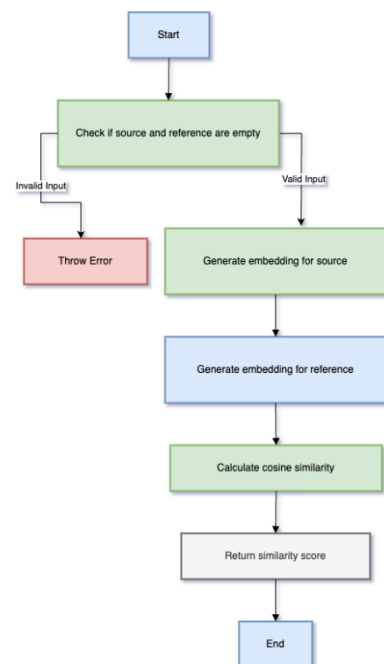 Start
Check if source and reference are empty
Invalid Input
Valid Input
Throw Error
Generate embedding for source
Generate embedding for reference
Calculate cosine similarity
Return similarity score
End